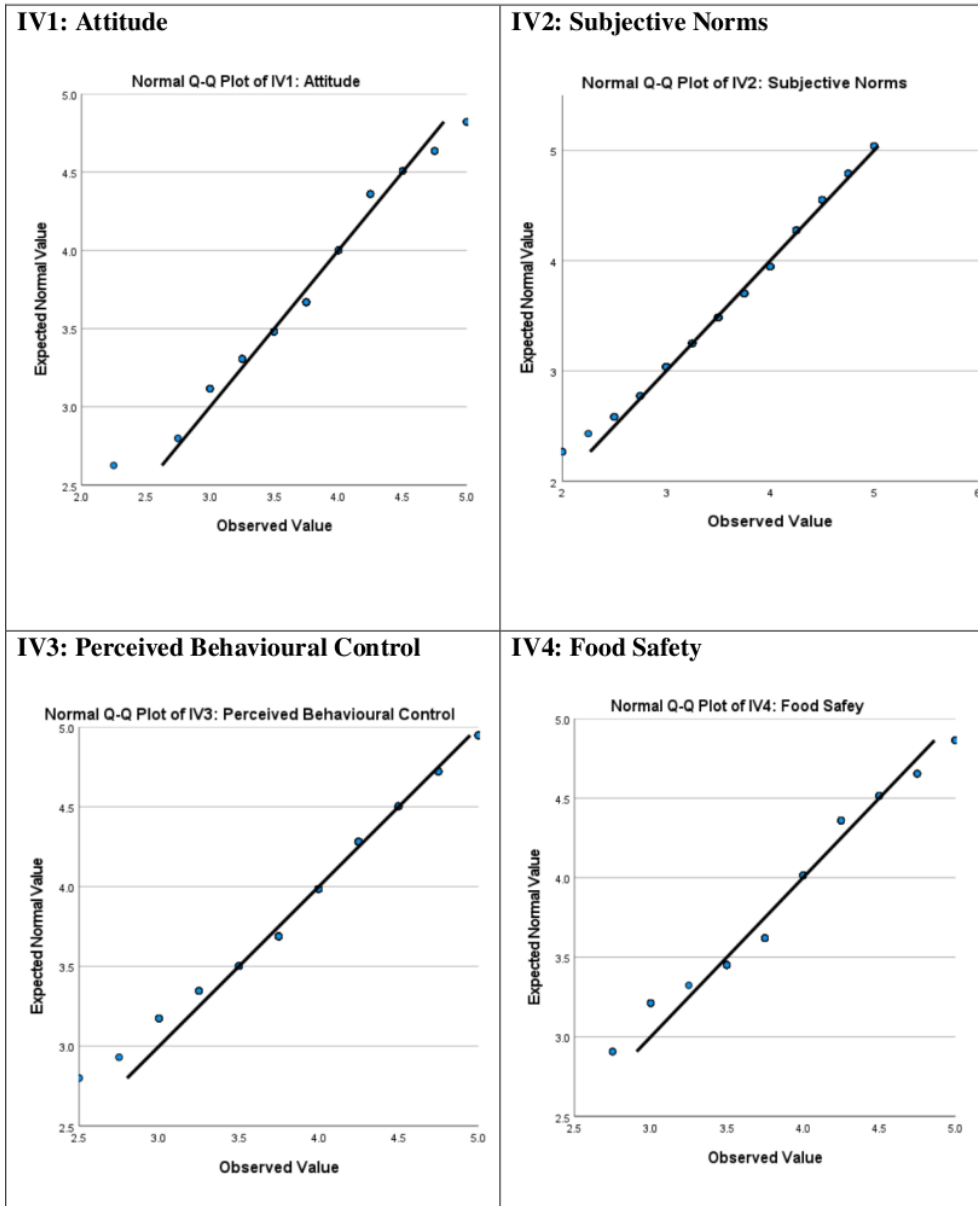 IV1: Attitude
Normal Q-Q Plot of IV1: Attitude
5.0
4.5
4.0
3.5
3.0
2.5
2.0
2.5
3.0
3.5
4.0
4.5
5.0
Expected Normal Value
Observed Value
IV2: Subjective Norms
Normal Q-Q Plot of IV2: Subjective Norms
5
4
3
2
2
3
4
5
6
Expected Normal Value
Observed Value
IV3: Perceived Behavioural Control
Normal Q-Q Plot of IV3: Perceived Behavioural Control
5.0
4.5
4.0
3.5
3.0
2.5
2.5
3.0
3.5
4.0
4.5
5.0
Expected Normal Value
Observed Value
IV4: Food Safety
Normal Q-Q Plot of IV4: Food Safey
5.0
4.5
4.0
3.5
3.0
2.5
2.5
3.0
3.5
4.0
4.5
5.0
Expected Normal Value
Observed Value